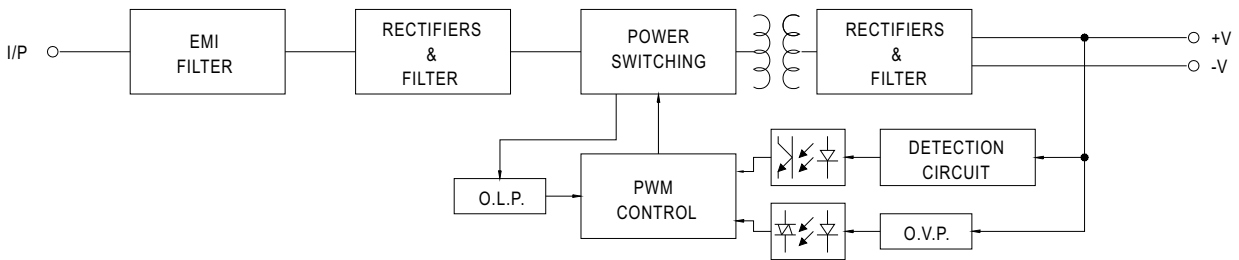 I/P
EMI
FILTER
RECTIFIERS
&
FILTER
POWER
SWITCHING
RECTIFIERS
&
FILTER
+V
-V
O.L.P.
PWM
CONTROL
DETECTION
CIRCUIT
O.V.P.